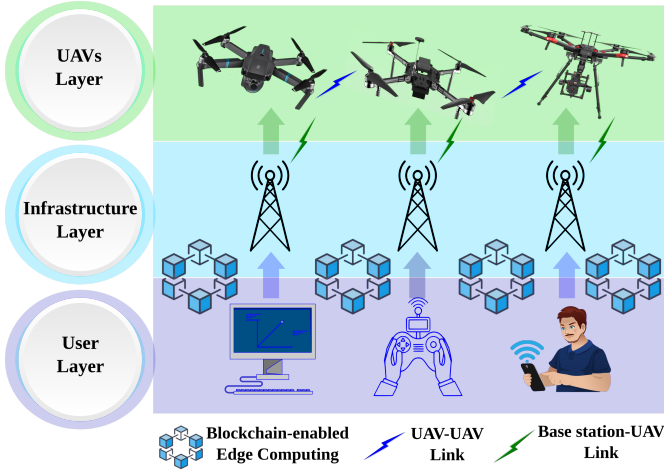 UAVs
Layer
Infrastructure
Layer
User
Layer
Blockchain-enabled
Edge Computing
UAV-UAV
Link
Base station-UAV
Link